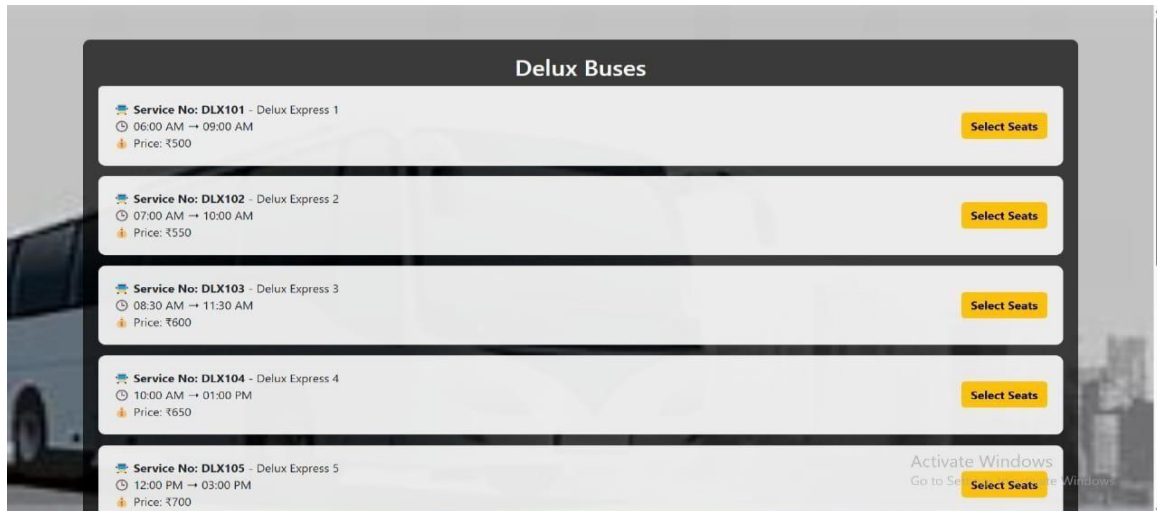 Delux Buses
Service No: DLX101 - Delux Express 1
06:00 AM → 09:00 AM
Price: ₹500
Select Seats
Service No: DLX102 - Delux Express 2
07:00 AM → 10:00 AM
Price: ₹550
Select Seats
Service No: DLX103 - Delux Express 3
08:30 AM → 11:30 AM
Price: ₹600
Select Seats
Service No: DLX104 - Delux Express 4
10:00 AM → 01:00 PM
Price: ₹650
Select Seats
Service No: DLX105 - Delux Express 5
12:00 PM → 03:00 PM
Price: ₹700
Select Seats
Activate Windows
Go to Windows